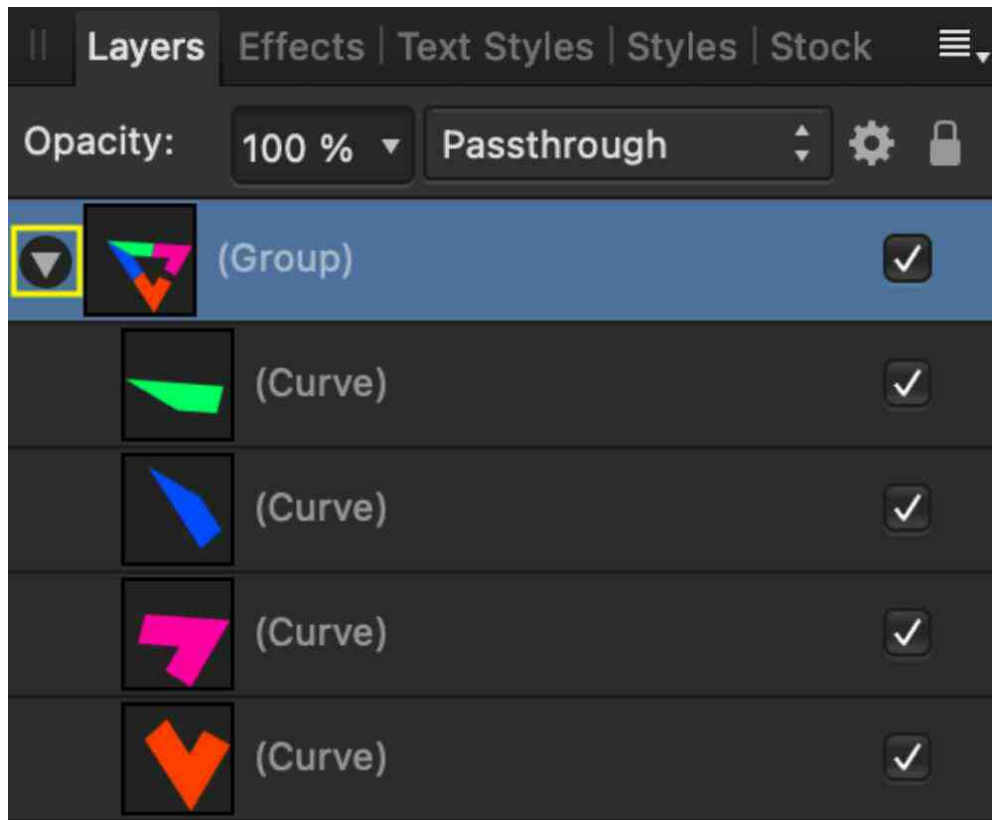 Layers Effects | Text Styles | Styles | Stock
Opacity: 100 % Passthrough
(Group)
(Curve)
(Curve)
(Curve)
(Curve)